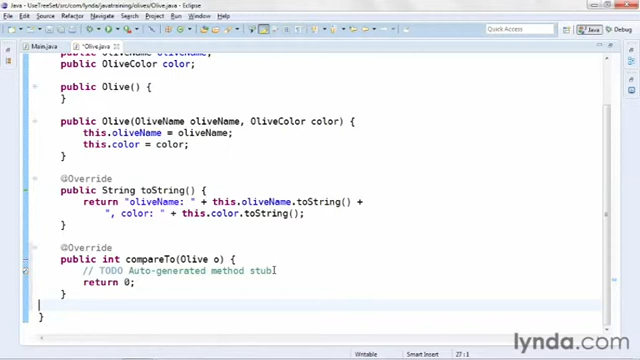 Java - UseTreeSet/src/com/lynda/javatraining/olives/Olive.java - Eclipse
File Edit Source Refactor Navigate Search Project Run Window Help
Quick Access
Java
Main.java
*Olive.java
public OliveName oliveName;
public OliveColor color;
public Olive() {
}
public Olive(OliveName oliveName, OliveColor color) {
this.oliveName = oliveName;
this.color = color;
}
@Override
public String toString() {
return "oliveName: " + this.oliveName.toString() +
", color: " + this.color.toString();
}
@Override
public int compareTo(Olive o) {
// TODO Auto-generated method stub
return 0;
}
}
Writable
Smart Insert
27 : 1
lynda.com